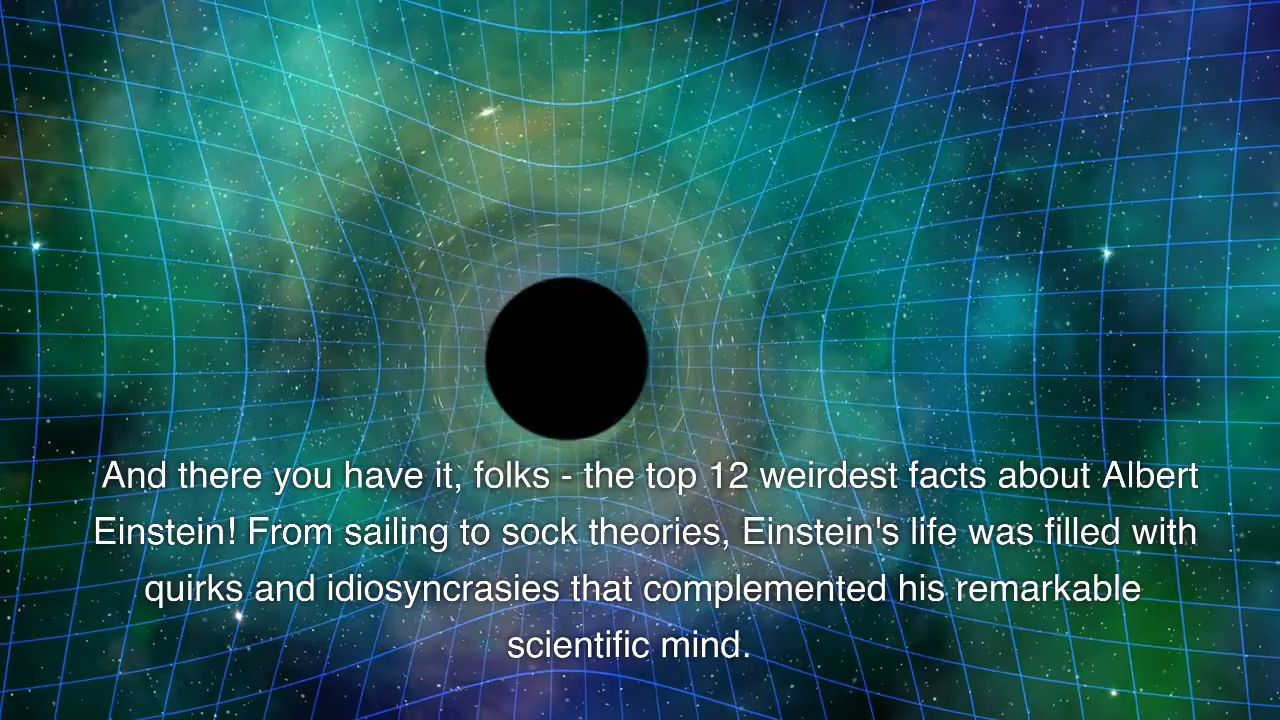 And there you have it, folks - the top 12 weirdest facts about Albert
Einstein! From sailing to sock theories, Einstein's life was filled with
quirks and idiosyncrasies that complemented his remarkable
scientific mind.